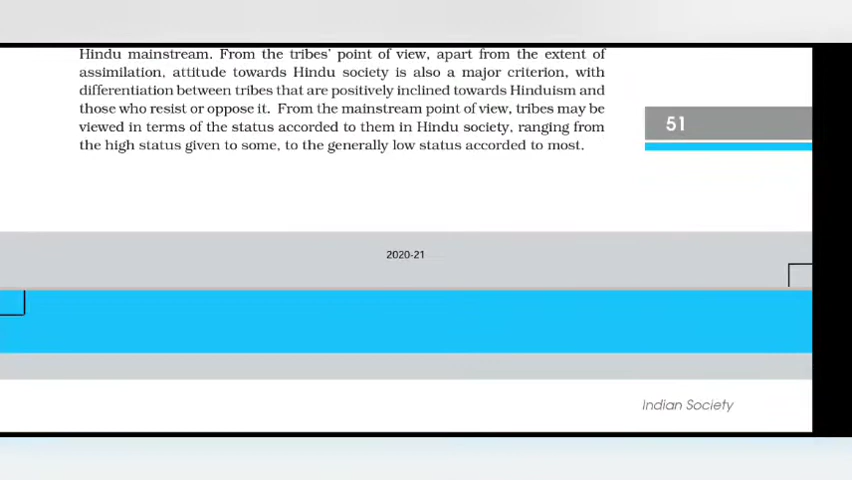 Hindu mainstream. From the tribes' point of view, apart from the extent of
assimilation, attitude towards Hindu society is also a major criterion, with
differentiation between tribes that are positively inclined towards Hinduism and
those who resist or oppose it. From the mainstream point of view, tribes may be
viewed in terms of the status accorded to them in Hindu society, ranging from
the high status given to some, to the generally low status accorded to most.
51
2020-21
Indian Society